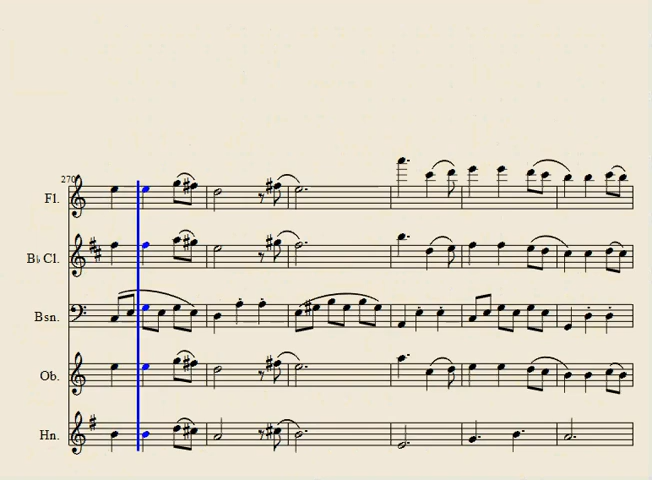 270
Fl.
B♭ Cl.
Bsn.
Ob.
Hn.